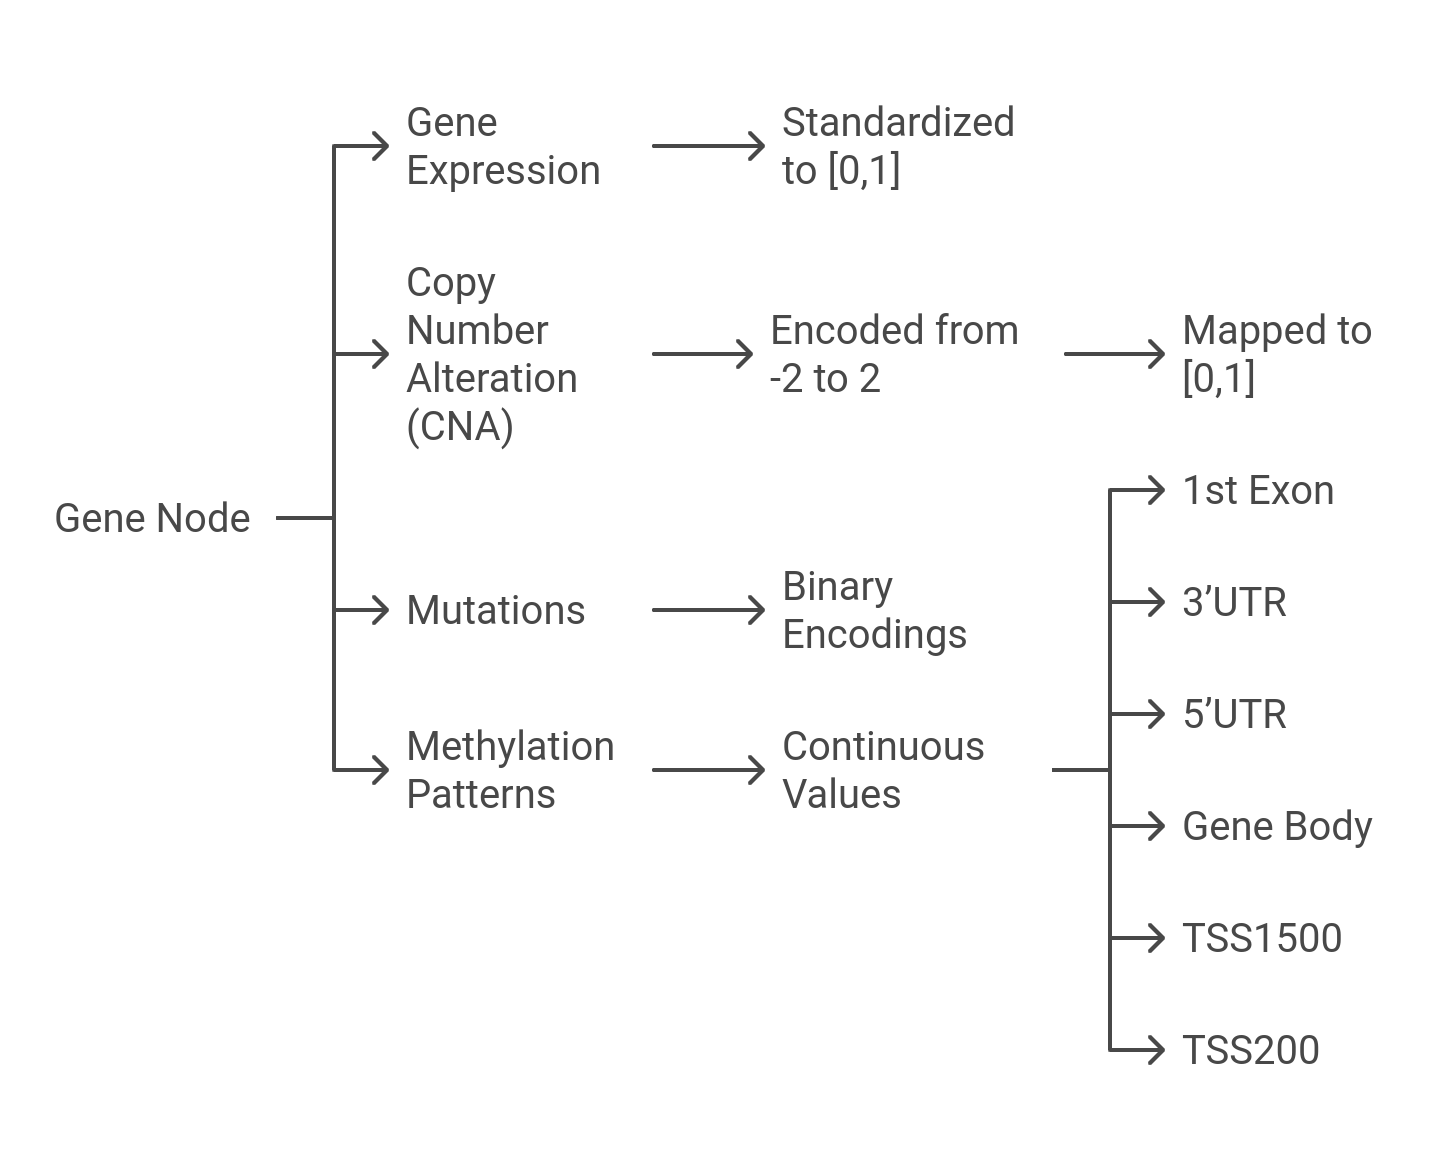 Gene
Expression
Standardized
to [0,1]
Copy
Number
Alteration
(CNA)
Encoded from
-2 to 2
Mapped to
[0,1]
Gene Node
Mutations
Binary
Encodings
Methylation
Patterns
Continuous
Values
1st Exon
3’UTR
5’UTR
Gene Body
TSS1500
TSS200